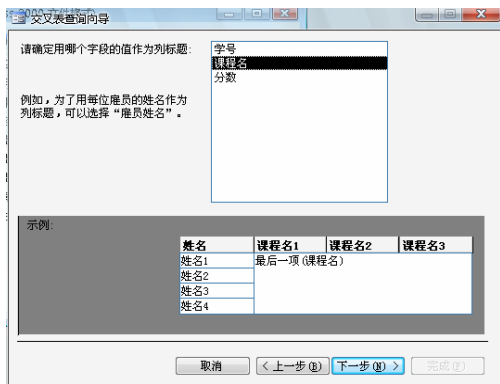 交叉表查询向导
请确定用哪个字段的值作为列标题:
学号
课程名
分数
例如，为了用每位雇员的姓名作为
列标题，可以选择“雇员姓名”。
示例:
姓名 课程名1 课程名2 课程名3
姓名1 最后一项(课程名)
姓名2
姓名3
姓名4
取消 < 上一步(B) 下一步(N) > 完成(F)